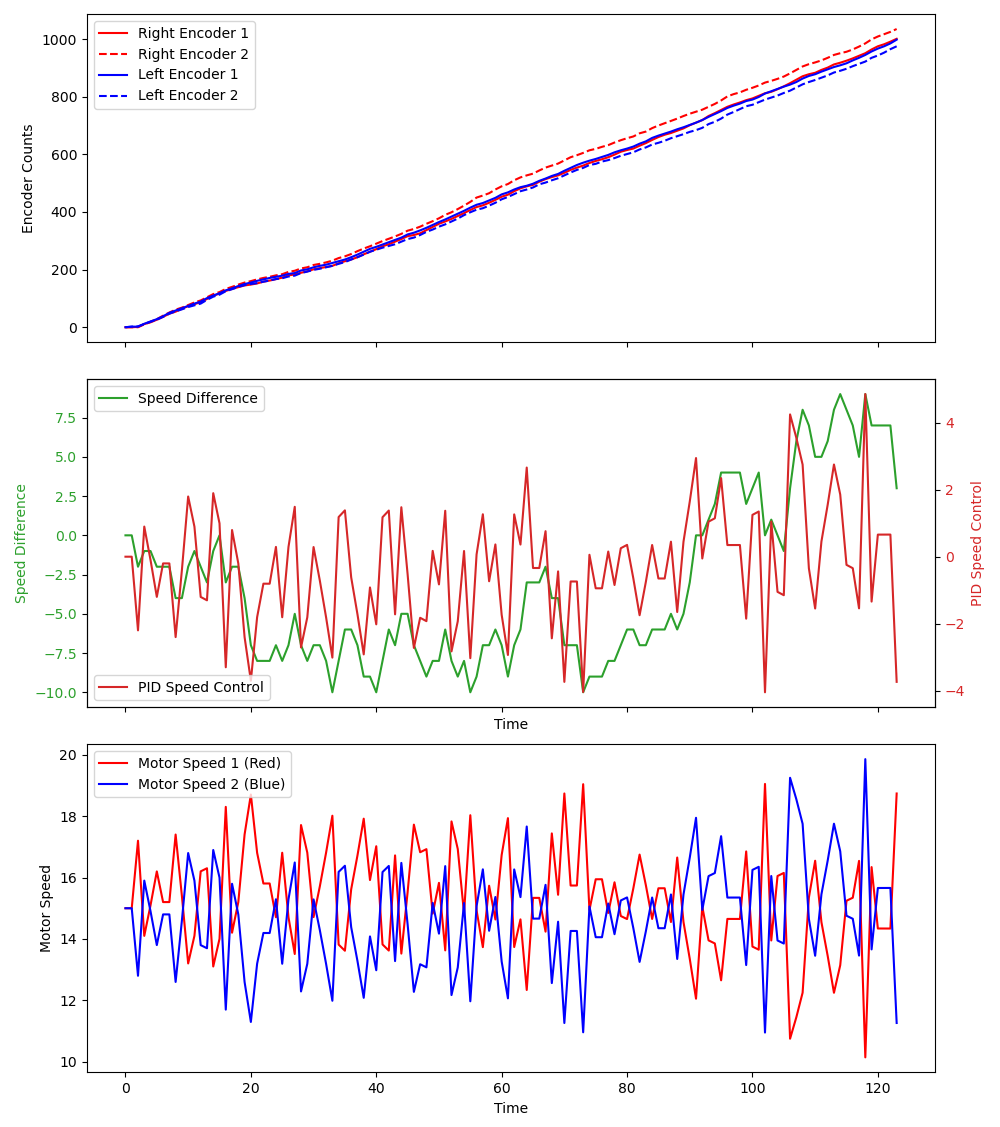 Right Encoder 1
Right Encoder 2
Left Encoder 1
Left Encoder 2
Encoder Counts
1000
800
600
400
200
0
Speed Difference
PID Speed Control
Speed Difference
7.5
5.0
2.5
0.0
−2.5
−5.0
−7.5
−10.0
4
2
0
−2
−4
PID Speed Control
Time
Motor Speed 1 (Red)
Motor Speed 2 (Blue)
Motor Speed
20
18
16
14
12
10
0 20 40 60 80 100 120
Time